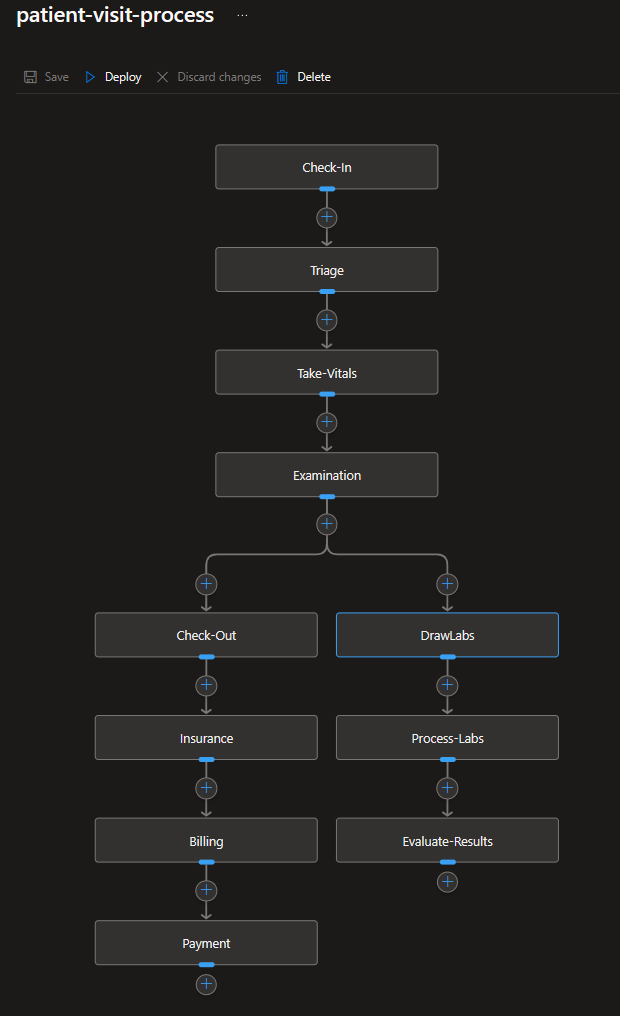 patient-visit-process ...
Save Deploy Discard changes Delete
Check-In
Triage
Take-Vitals
Examination
Check-Out DrawLabs
Insurance Process-Labs
Billing Evaluate-Results
Payment